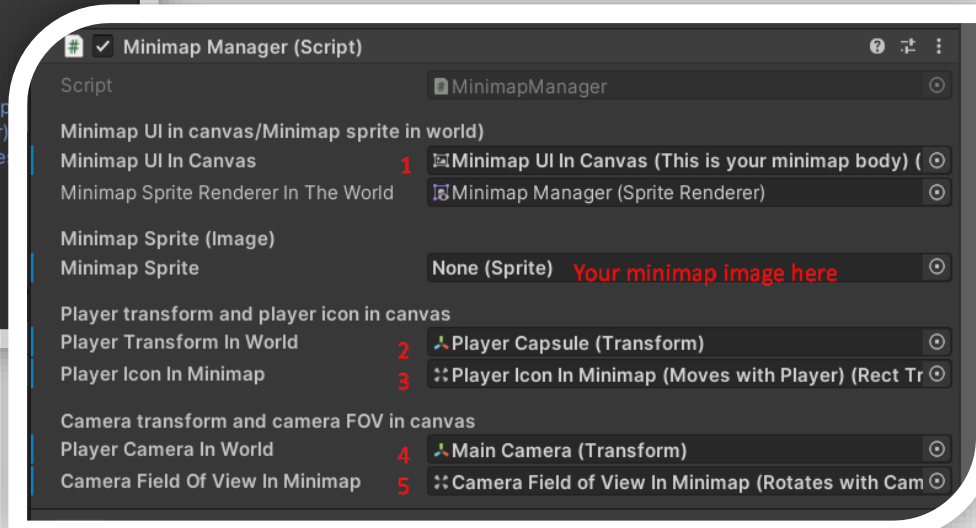 Minimap Manager (Script)
Script MinimapManager
Minimap UI in canvas/Minimap sprite in world)
Minimap UI In Canvas 1 Minimap UI In Canvas (This is your minimap body) (
Minimap Sprite Renderer In The World Minimap Manager (Sprite Renderer)
Minimap Sprite (Image)
Minimap Sprite None (Sprite) Your minimap image here
Player transform and player icon in canvas
Player Transform In World 2 Player Capsule (Transform)
Player Icon In Minimap 3 Player Icon In Minimap (Moves with Player) (Rect Tr
Camera transform and camera FOV in canvas
Player Camera In World 4 Main Camera (Transform)
Camera Field Of View In Minimap 5 Camera Field of View In Minimap (Rotates with Cam